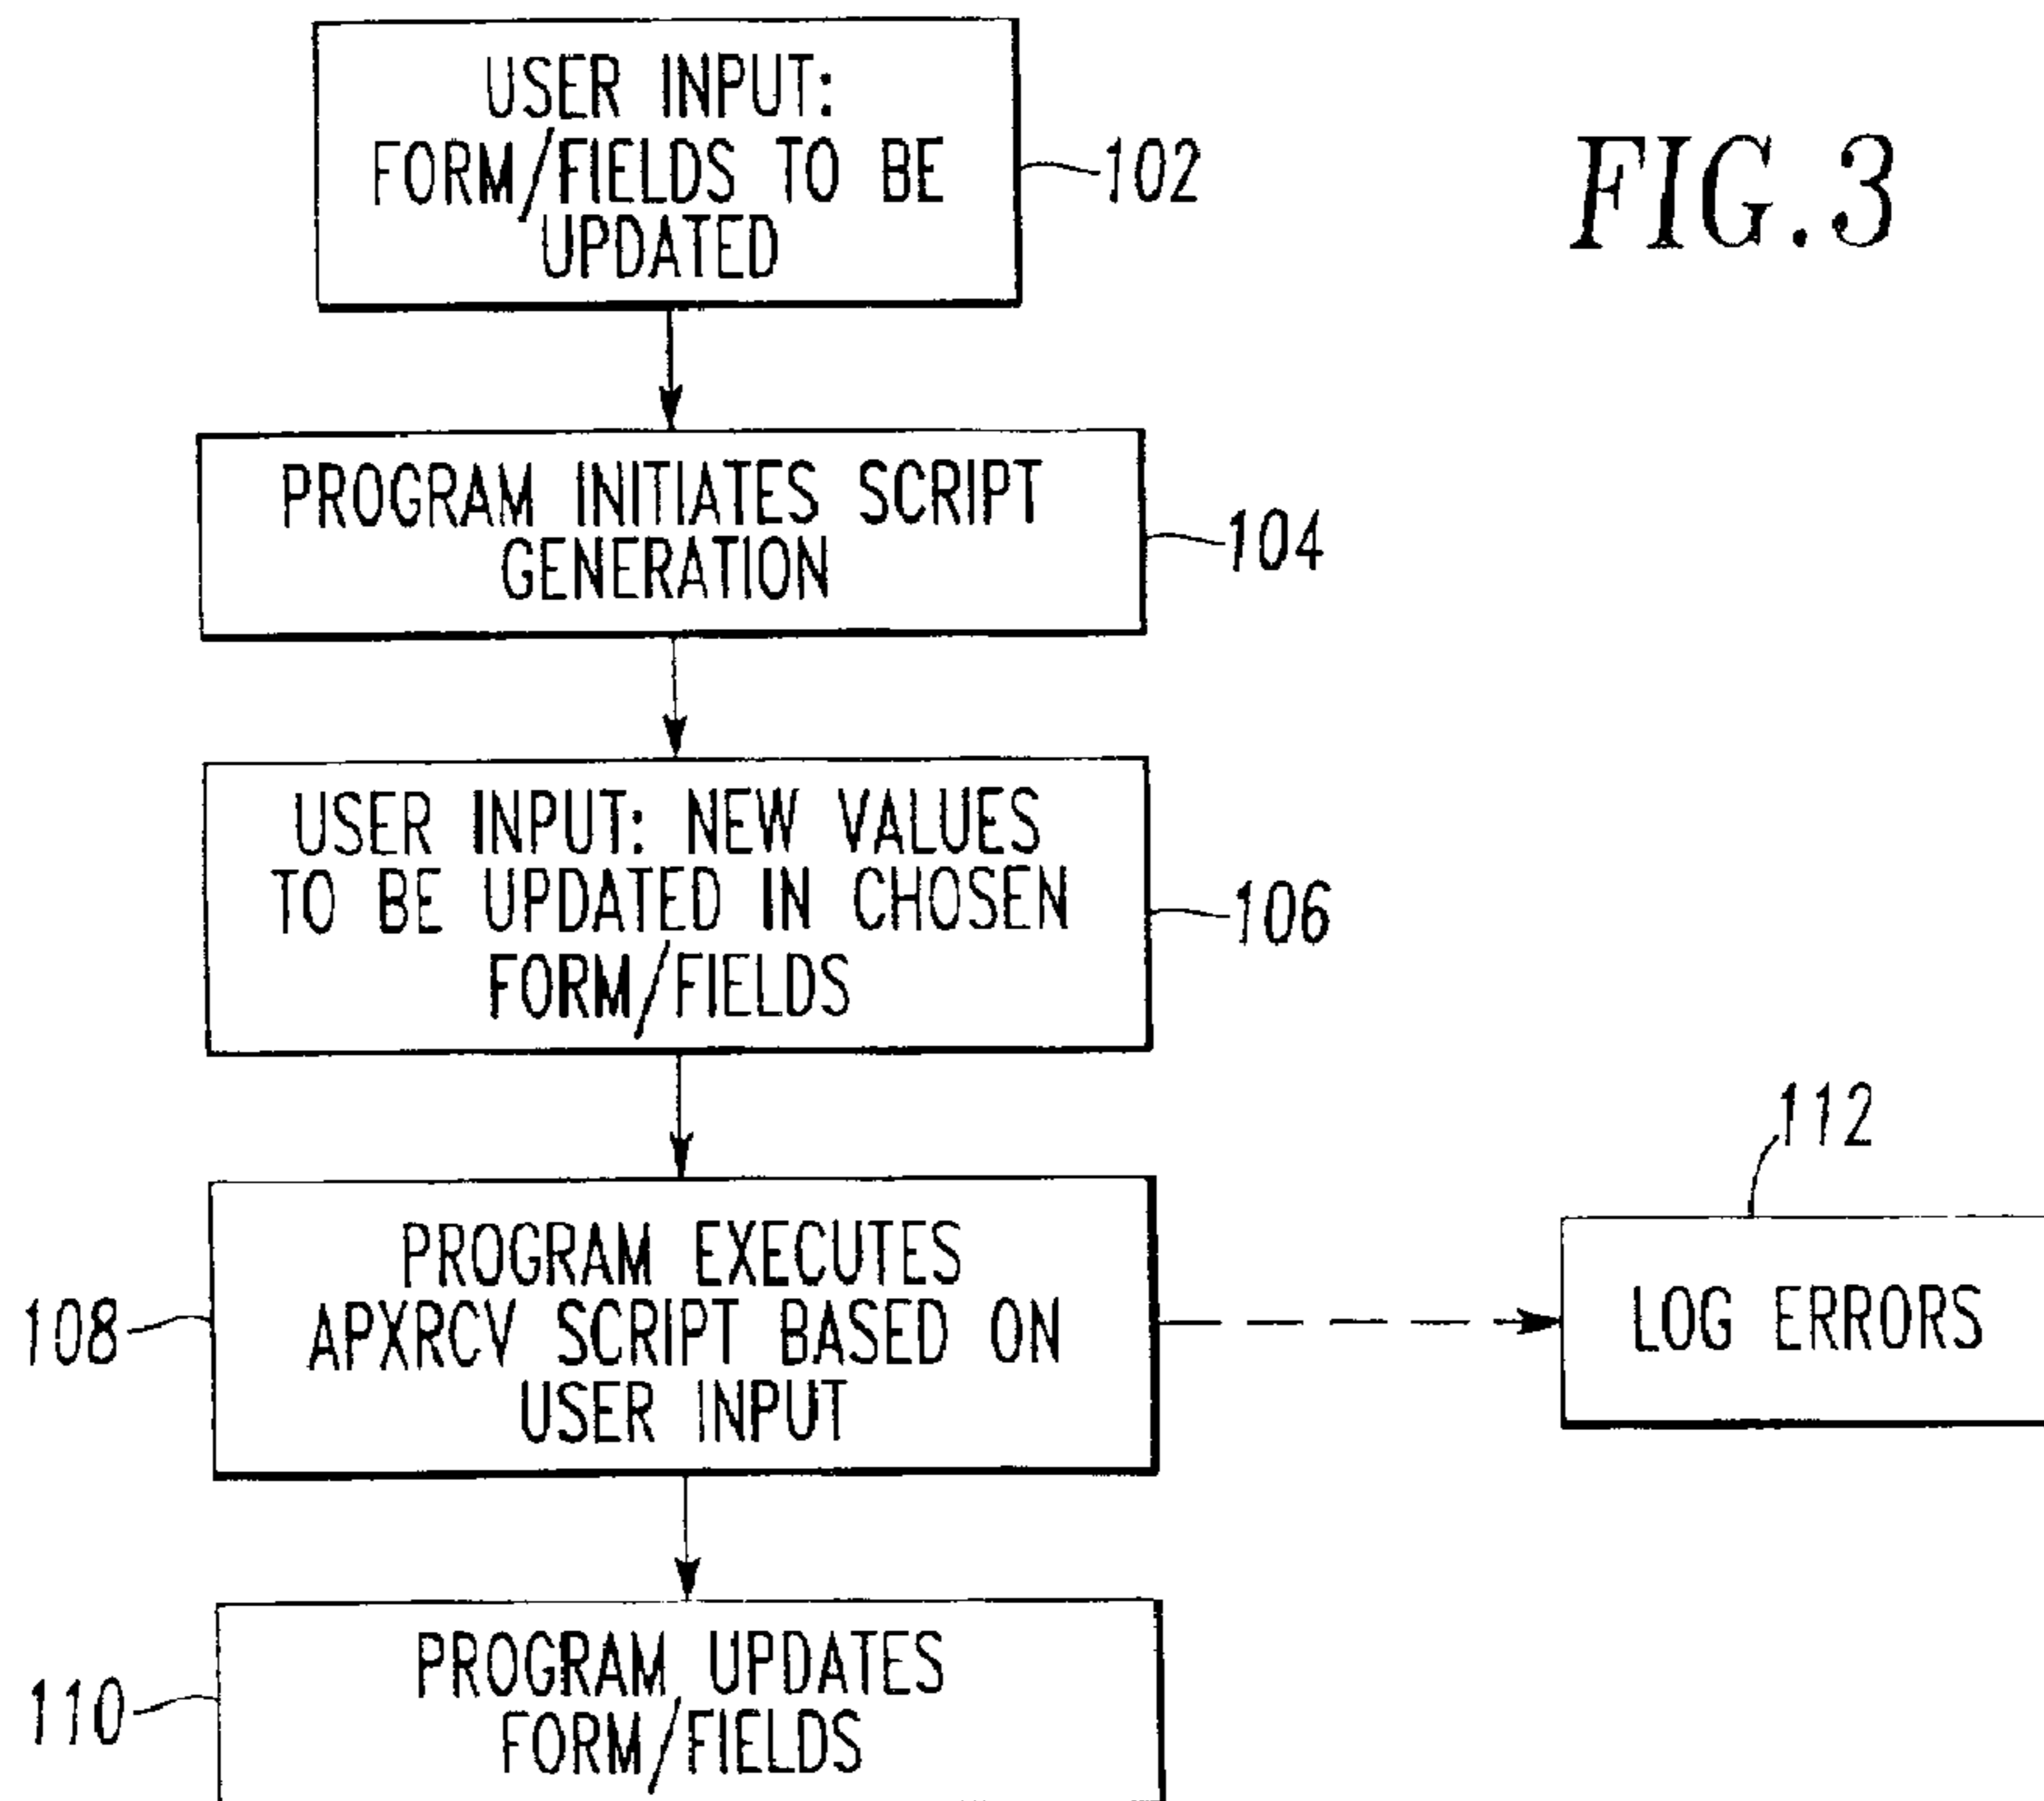 USER INPUT:
FORM/FIELDS TO BE
UPDATED
102
FIG.3
PROGRAM INITIATES SCRIPT
GENERATION
104
USER INPUT: NEW VALUES
TO BE UPDATED IN CHOSEN
FORM/FIELDS
106
PROGRAM EXECUTES
APXRCV SCRIPT BASED ON
USER INPUT
108
112
LOG ERRORS
PROGRAM UPDATES
FORM/FIELDS
110